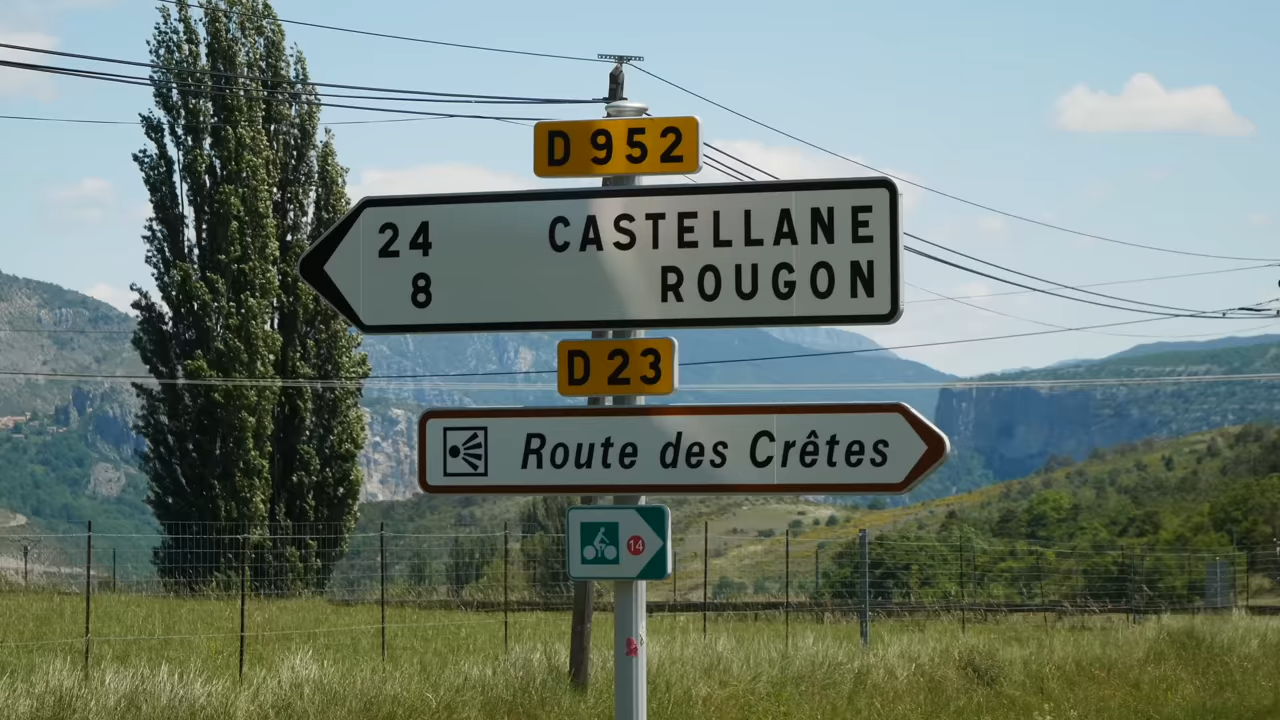 D 952
24 CASTELLANE
8 ROUGON
D 23
Route des Crêtes
14